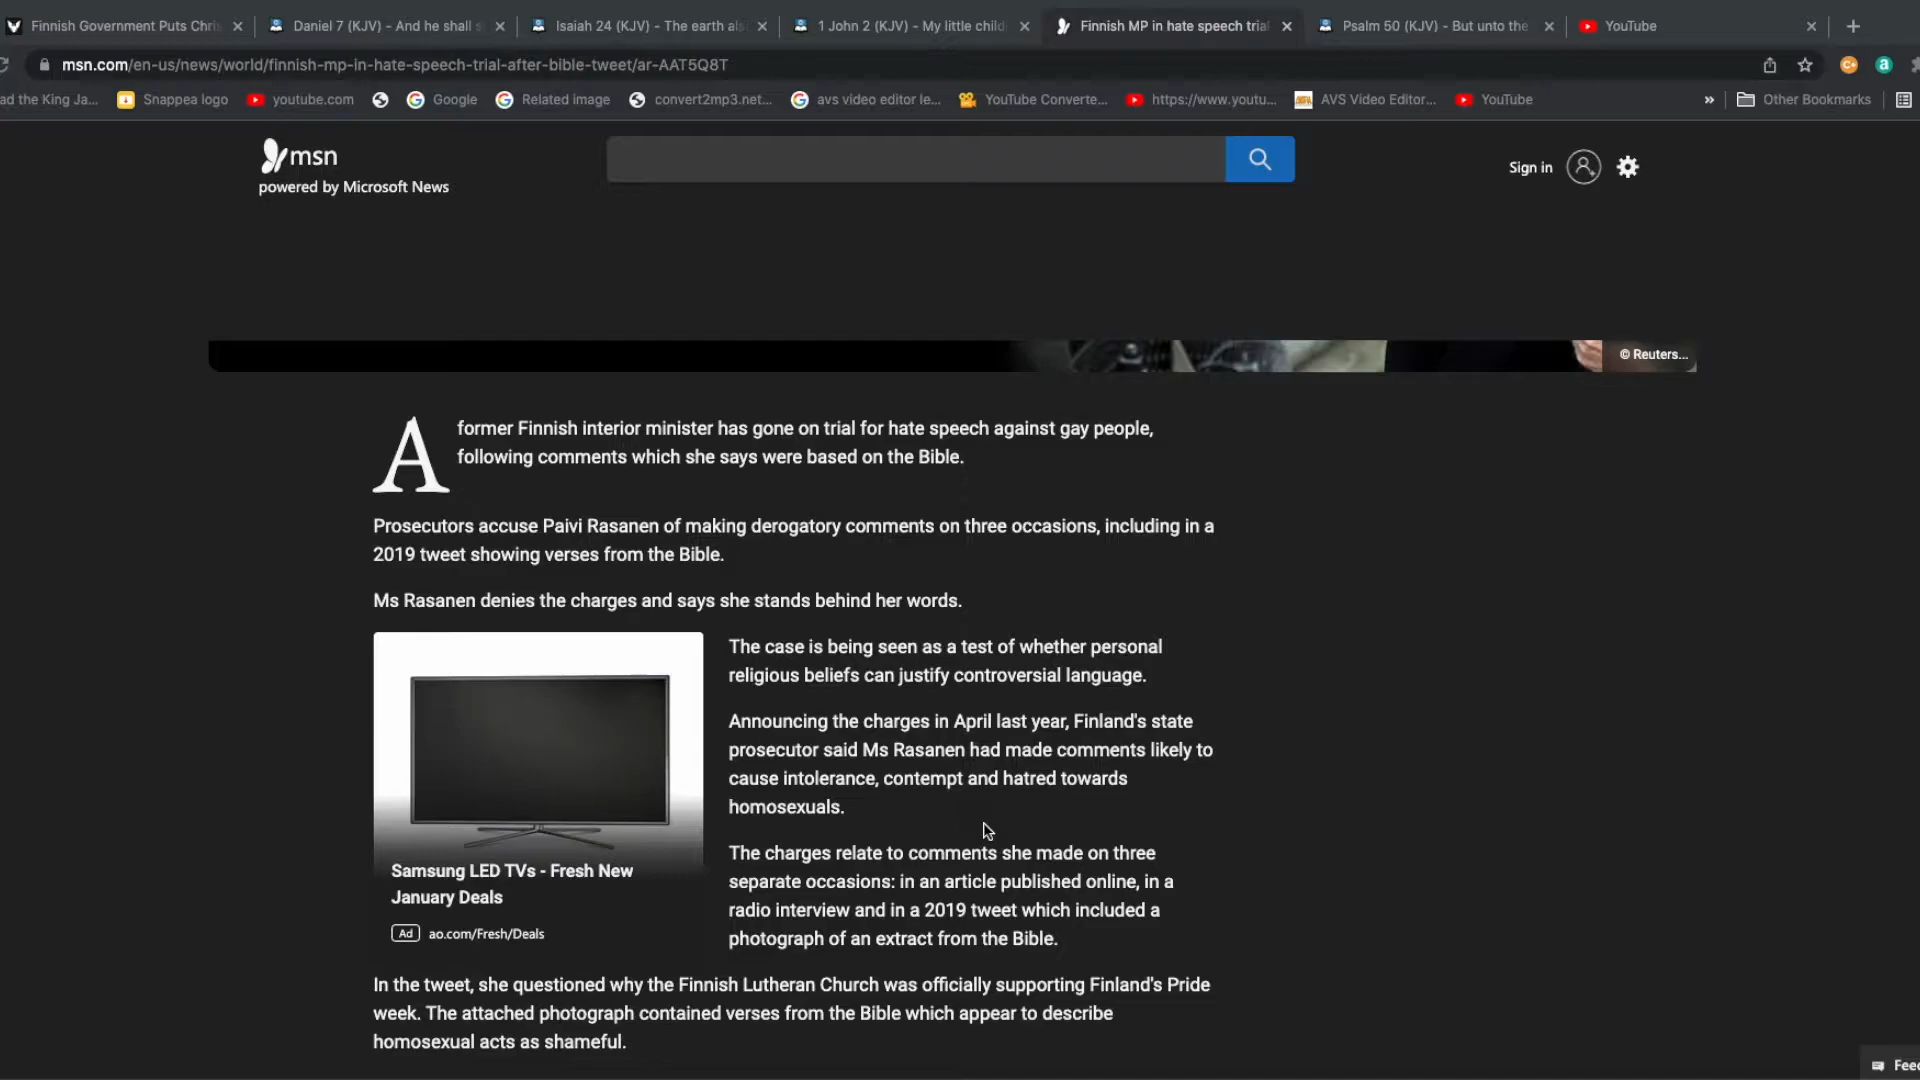 Finnish Government Puts Chris
Daniel 7 (KJV) - And he shall s
Isaiah 24 (KJV) - The earth als
1 John 2 (KJV) - My little child
Finnish MP in hate speech trial
Psalm 50 (KJV) - But unto the
YouTube
msn.com/en-us/news/world/finnish-mp-in-hate-speech-trial-after-bible-tweet/ar-AAT5Q8T
ad the King Ja...
Snappea logo
youtube.com
Google
Related image
convert2mp3.net...
avs video editor le...
YouTube Converte...
https://www.youtu...
AVS Video Editor...
YouTube
»
Other Bookmarks
msn
powered by Microsoft News
Sign in
© Reuters...
A former Finnish interior minister has gone on trial for hate speech against gay people,
following comments which she says were based on the Bible.
Prosecutors accuse Paivi Rasanen of making derogatory comments on three occasions, including in a
2019 tweet showing verses from the Bible.
Ms Rasanen denies the charges and says she stands behind her words.
The case is being seen as a test of whether personal
religious beliefs can justify controversial language.
Announcing the charges in April last year, Finland's state
prosecutor said Ms Rasanen had made comments likely to
cause intolerance, contempt and hatred towards
homosexuals.
The charges relate to comments she made on three
separate occasions: in an article published online, in a
radio interview and in a 2019 tweet which included a
photograph of an extract from the Bible.
Samsung LED TVs - Fresh New
January Deals
Ad ao.com/Fresh/Deals
In the tweet, she questioned why the Finnish Lutheran Church was officially supporting Finland's Pride
week. The attached photograph contained verses from the Bible which appear to describe
homosexual acts as shameful.
Feed